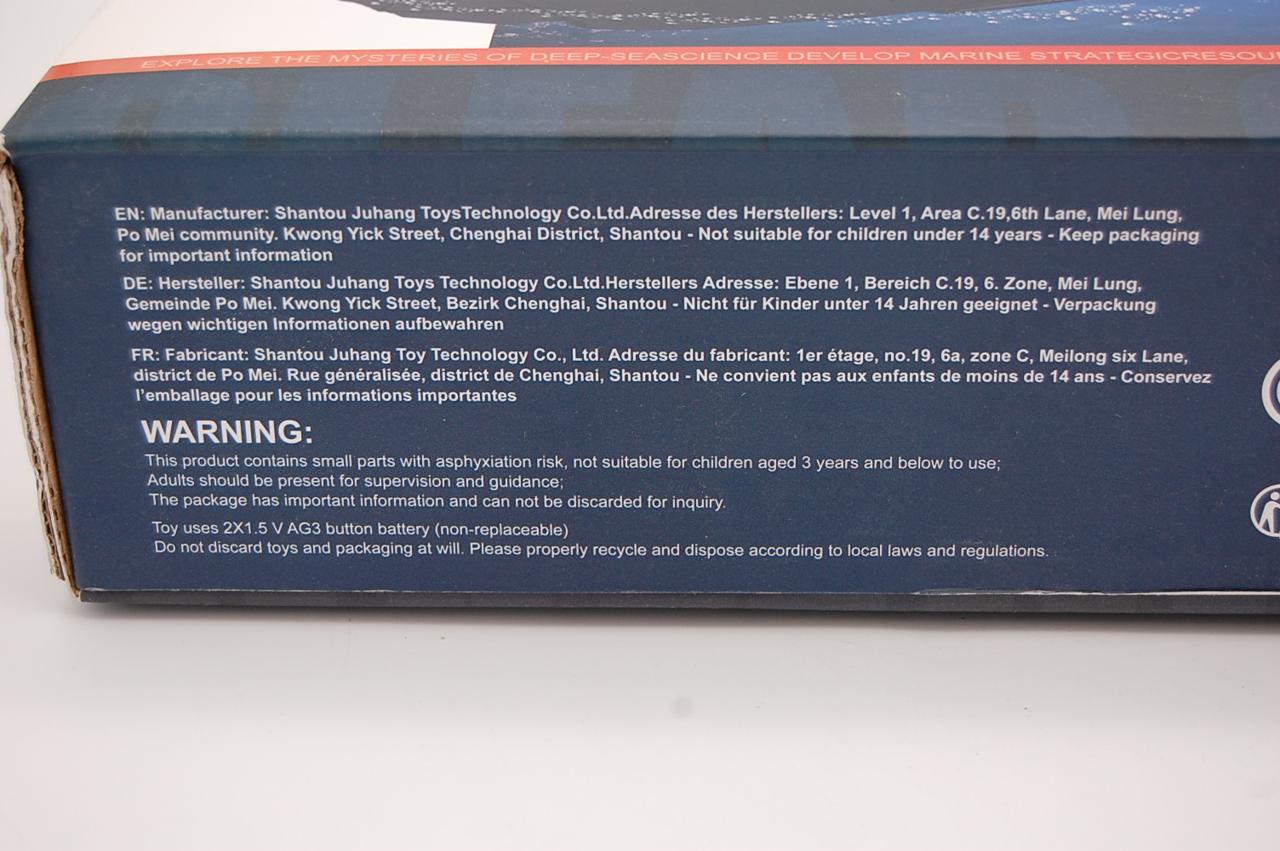 EXPLORE THE MYSTERIES OF DEEP-SEASCIENCE DEVELOP MARINE
EN: Manufacturer: Shantou Juhang ToysTechnology Co.Ltd.Adresse des Herstellers: Level 1, Area C.19,6th Lane, Mei Lung,
Po Mei community. Kwong Yick Street, Chenghai District, Shantou - Not suitable for children under 14 years - Keep packaging
for important information
DE: Hersteller: Shantou Juhang Toys Technology Co.Ltd.Herstellers Adresse: Ebene 1, Bereich C.19, 6. Zone, Mei Lung,
Gemeinde Po Mei. Kwong Yick Street, Bezirk Chenghai, Shantou - Nicht für Kinder unter 14 Jahren geeignet - Verpackung
wegen wichtigen Informationen aufbewahren
FR: Fabricant: Shantou Juhang Toy Technology Co., Ltd. Adresse du fabricant: 1er étage, no.19, 6a, zone C, Meilong six Lane,
district de Po Mei. Rue généralisée, district de Chenghai, Shantou - Ne convient pas aux enfants de moins de 14 ans - Conservez
l'emballage pour les informations importantes
WARNING:
This product contains small parts with asphyxiation risk, not suitable for children aged 3 years and below to use;
Adults should be present for supervision and guidance;
The package has important information and can not be discarded for inquiry.
Toy uses 2X1.5 V AG3 button battery (non-replaceable)
Do not discard toys and packaging at will. Please properly recycle and dispose according to local laws and regulations.